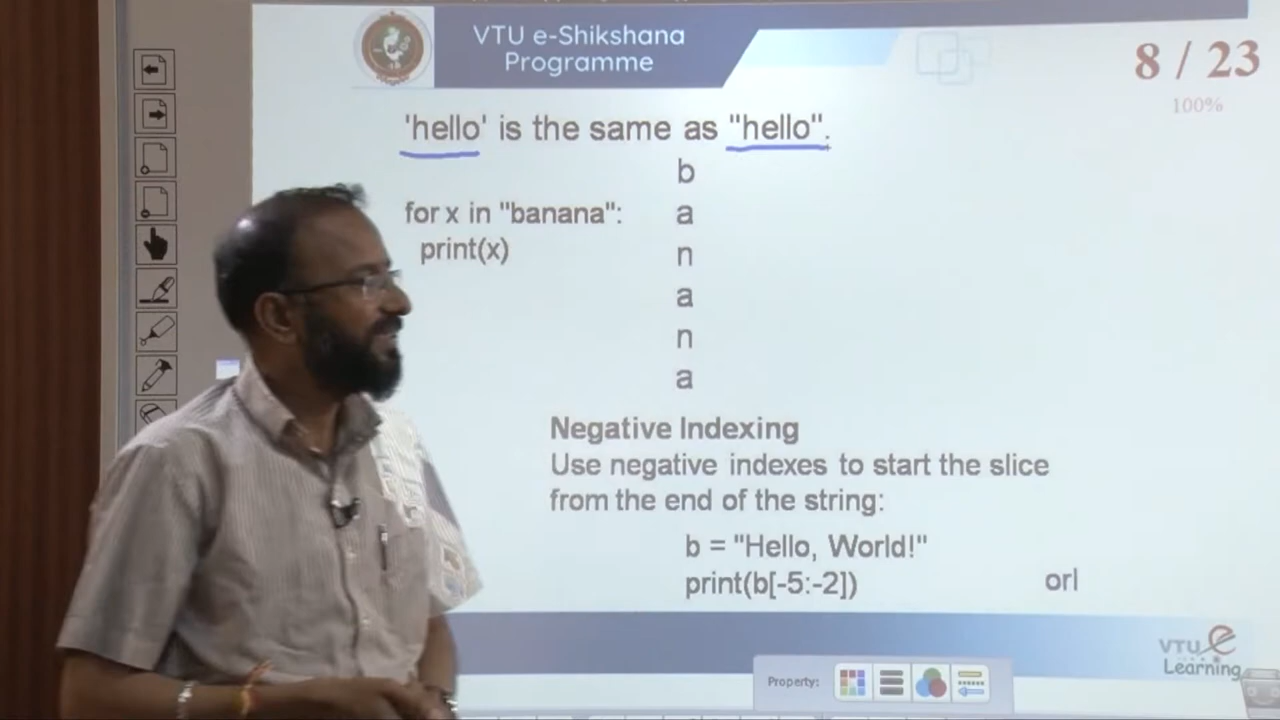 VTU e-Shikshana
Programme
8 / 23
100%
'hello' is the same as "hello".
for x in "banana":
print(x)
b
a
n
a
n
a
Negative Indexing
Use negative indexes to start the slice
from the end of the string:
b = "Hello, World!"
print(b[-5:-2])
orl
VTU e
Learning
Property: